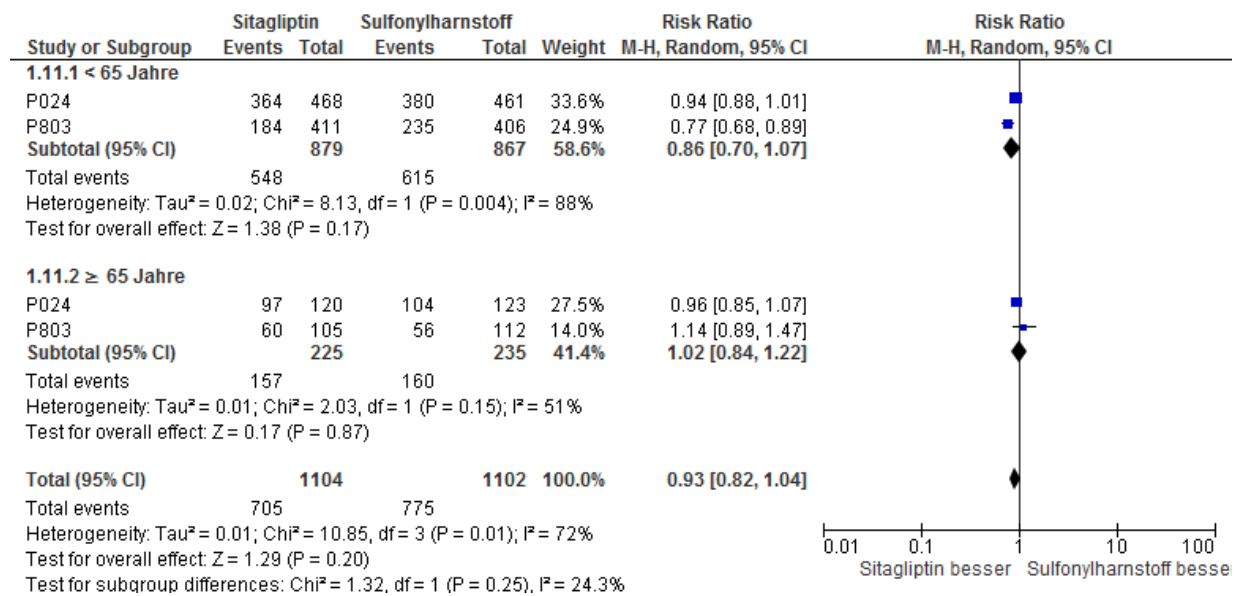 Sitagliptin Sulfonylharnstoff Risk Ratio Risk Ratio
Study or Subgroup Events Total Events Total Weight M-H, Random, 95% CI M-H, Random, 95% CI
1.11.1 < 65 Jahre
P024 364 468 380 461 33.6% 0.94 [0.88, 1.01]
P803 184 411 235 406 24.9% 0.77 [0.68, 0.89]
Subtotal (95% CI) 879 867 58.6% 0.86 [0.70, 1.07]
Total events 548 615
Heterogeneity: Tau² = 0.02; Chi² = 8.13, df = 1 (P = 0.004); I² = 88%
Test for overall effect: Z = 1.38 (P = 0.17)
1.11.2 ≥ 65 Jahre
P024 97 120 104 123 27.5% 0.96 [0.85, 1.07]
P803 60 105 56 112 14.0% 1.14 [0.89, 1.47]
Subtotal (95% CI) 225 235 41.4% 1.02 [0.84, 1.22]
Total events 157 160
Heterogeneity: Tau² = 0.01; Chi² = 2.03, df = 1 (P = 0.15); I² = 51%
Test for overall effect: Z = 0.17 (P = 0.87)
Total (95% CI) 1104 1102 100.0% 0.93 [0.82, 1.04]
Total events 705 775
Heterogeneity: Tau² = 0.01; Chi² = 10.85, df = 3 (P = 0.01); I² = 72%
Test for overall effect: Z = 1.29 (P = 0.20)
Test for subgroup differences: Chi² = 1.32, df = 1 (P = 0.25), I² = 24.3%
0.01 0.1 1 10 100
Sitagliptin besser Sulfonylharnstoff besse